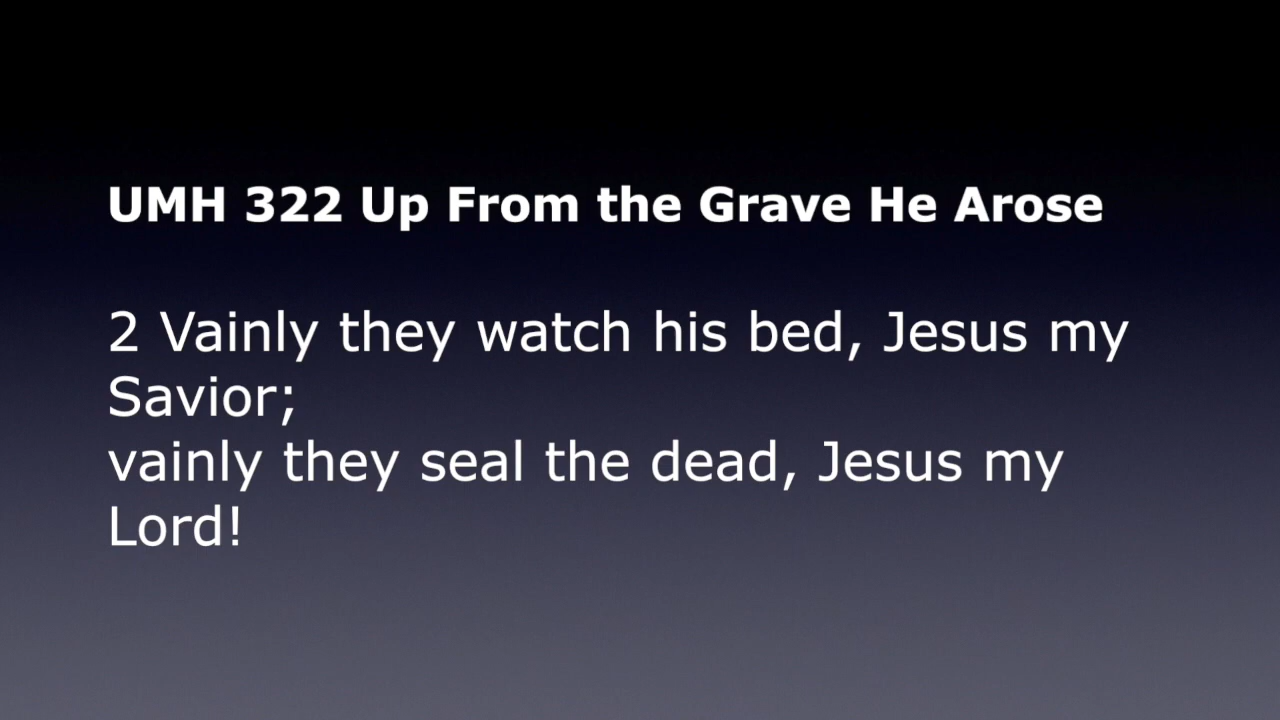 UMH 322 Up From the Grave He Arose
2 Vainly they watch his bed, Jesus my
Savior;
vainly they seal the dead, Jesus my
Lord!